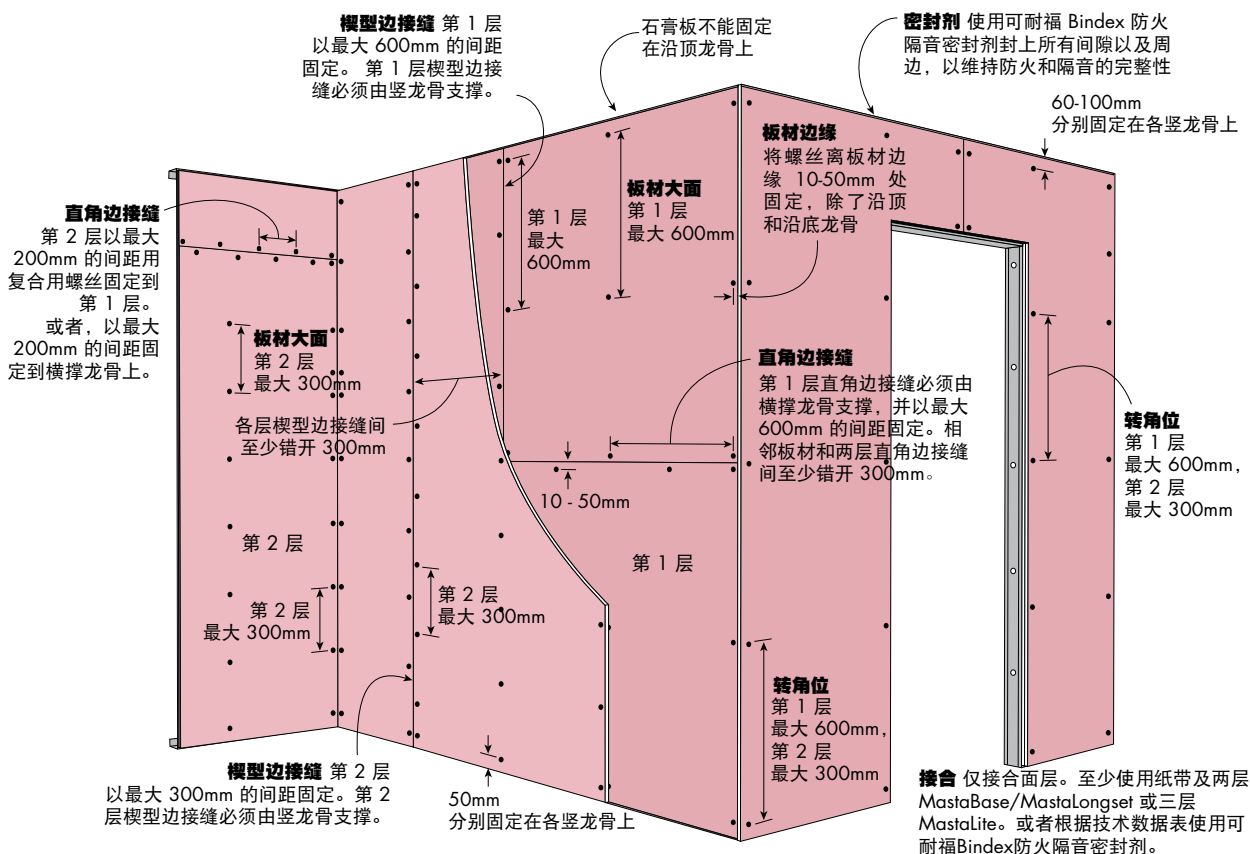 楔型边接缝 第 1 层
以最大 600mm 的间距
固定。 第 1 层楔型边接
缝必须由竖龙骨支撑。
石膏板不能固定
在沿顶龙骨上
密封剂 使用可耐福 Bindex 防火
隔音密封剂封上所有间隙以及周
边，以维持防火和隔音的完整性
60-100mm
分别固定在各竖龙骨上
板材边缘
将螺丝离板材边
缘 10-50mm 处
固定，除了沿顶
和沿底龙骨
直角边接缝
第 2 层以最大
200mm 的间距用
复合用螺丝固定到
第 1 层。
或者，以最大
200mm 的间距固
定到横撑龙骨上。
第 1 层
最大
600mm
板材大面
第 1 层
最大 600mm
板材大面
第 2 层
最大 300mm
各层楔型边接缝间
至少错开 300mm
直角边接缝
第 1 层直角边接缝必须由
横撑龙骨支撑，并以最大
600mm 的间距固定。相
邻板材和两层直角边接缝
间至少错开 300mm。
转角位
第 1 层
最大 600mm，
第 2 层
最大 300mm
10 - 50mm
第 2 层
第 1 层
第 2 层
最大 300mm
第 2 层
最大 300mm
转角位
第 1 层
最大 600mm，
第 2 层
最大 300mm
楔型边接缝 第 2 层
以最大 300mm 的间距固定。第 2
层楔型边接缝必须由竖龙骨支撑。
50mm
分别固定在各竖龙骨上
接合 仅接合面层。至少使用纸带及两层
MastaBase/MastaLongset 或三层
MastaLite。或者根据技术数据表使用可
耐福Bindex防火隔音密封剂。